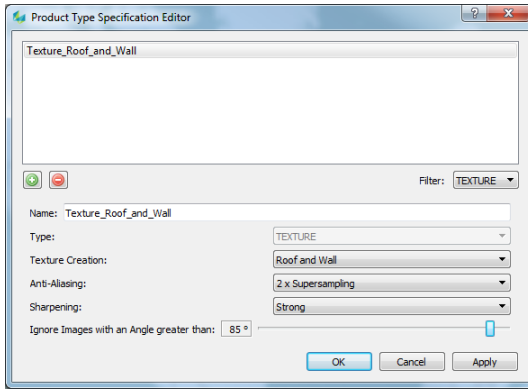 Product Type Specification Editor
Texture_Roof_and_Wall
Filter: TEXTURE
Name: Texture_Roof_and_Wall
Type: TEXTURE
Texture Creation: Roof and Wall
Anti-Aliasing: 2 x Supersampling
Sharpening: Strong
Ignore Images with an Angle greater than: 85 °
OK Cancel Apply